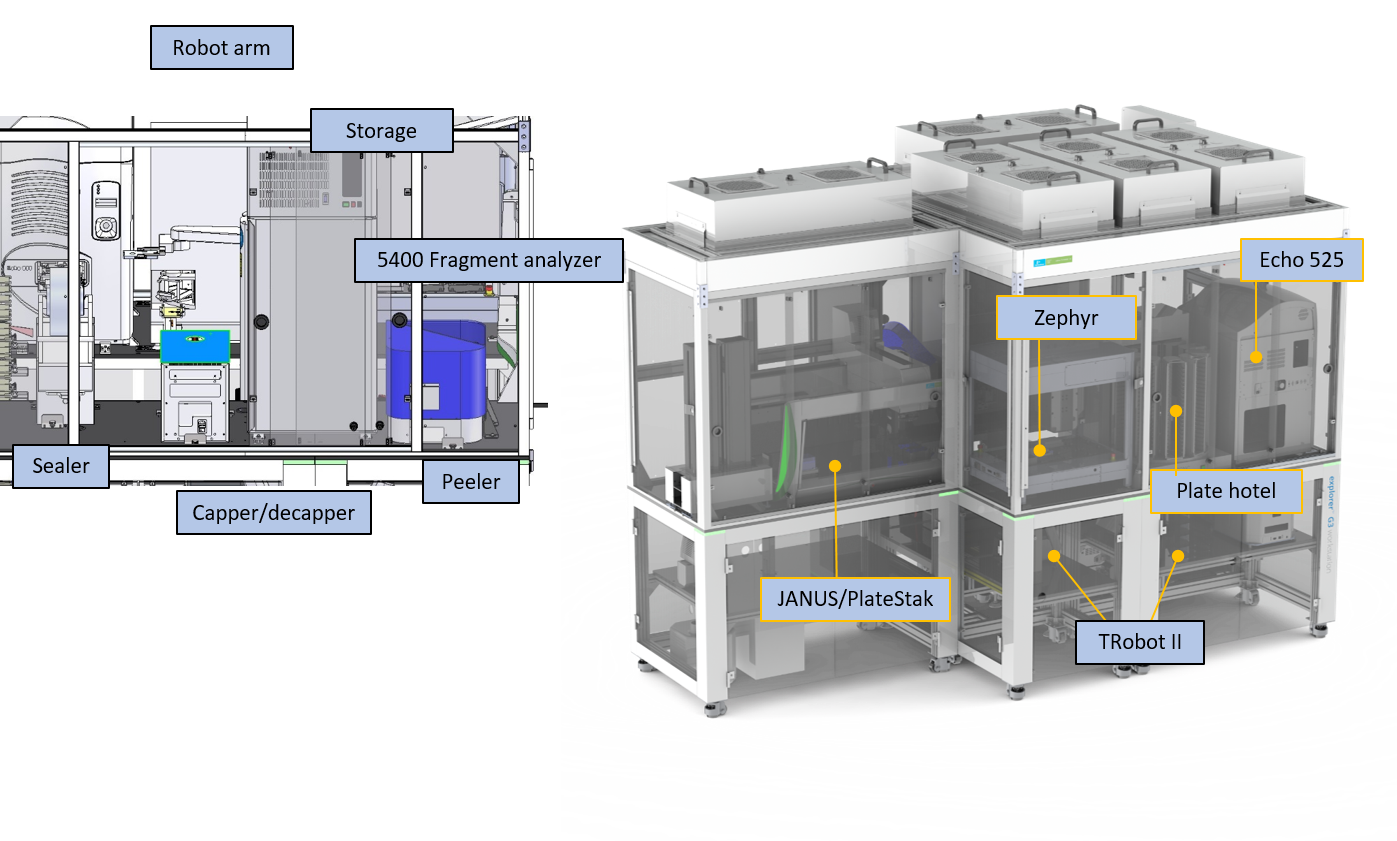 Robot arm
Storage
5400 Fragment analyzer
Sealer
Capper/decapper
Peeler
Echo 525
Zephyr
Plate hotel
JANUS/PlateStak
TRobot II
explorer G3